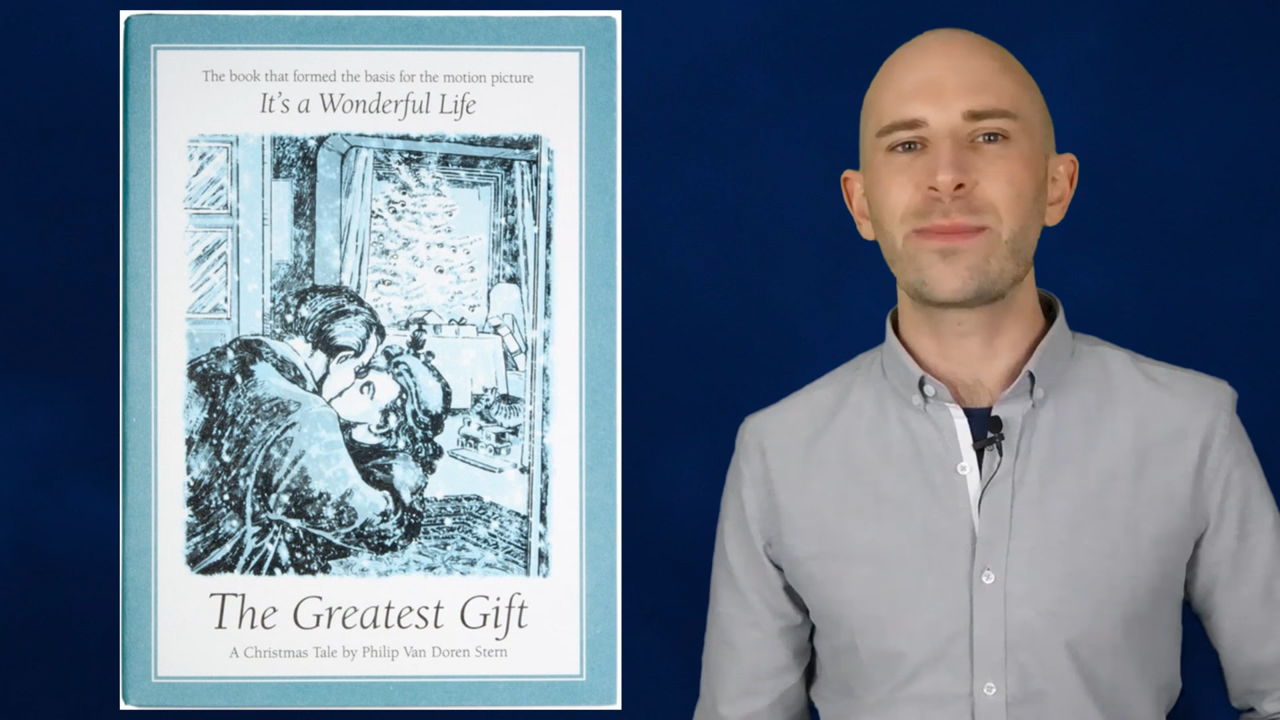 The book that formed the basis for the motion picture
It's a Wonderful Life
The Greatest Gift
A Christmas Tale by Philip Van Doren Stern